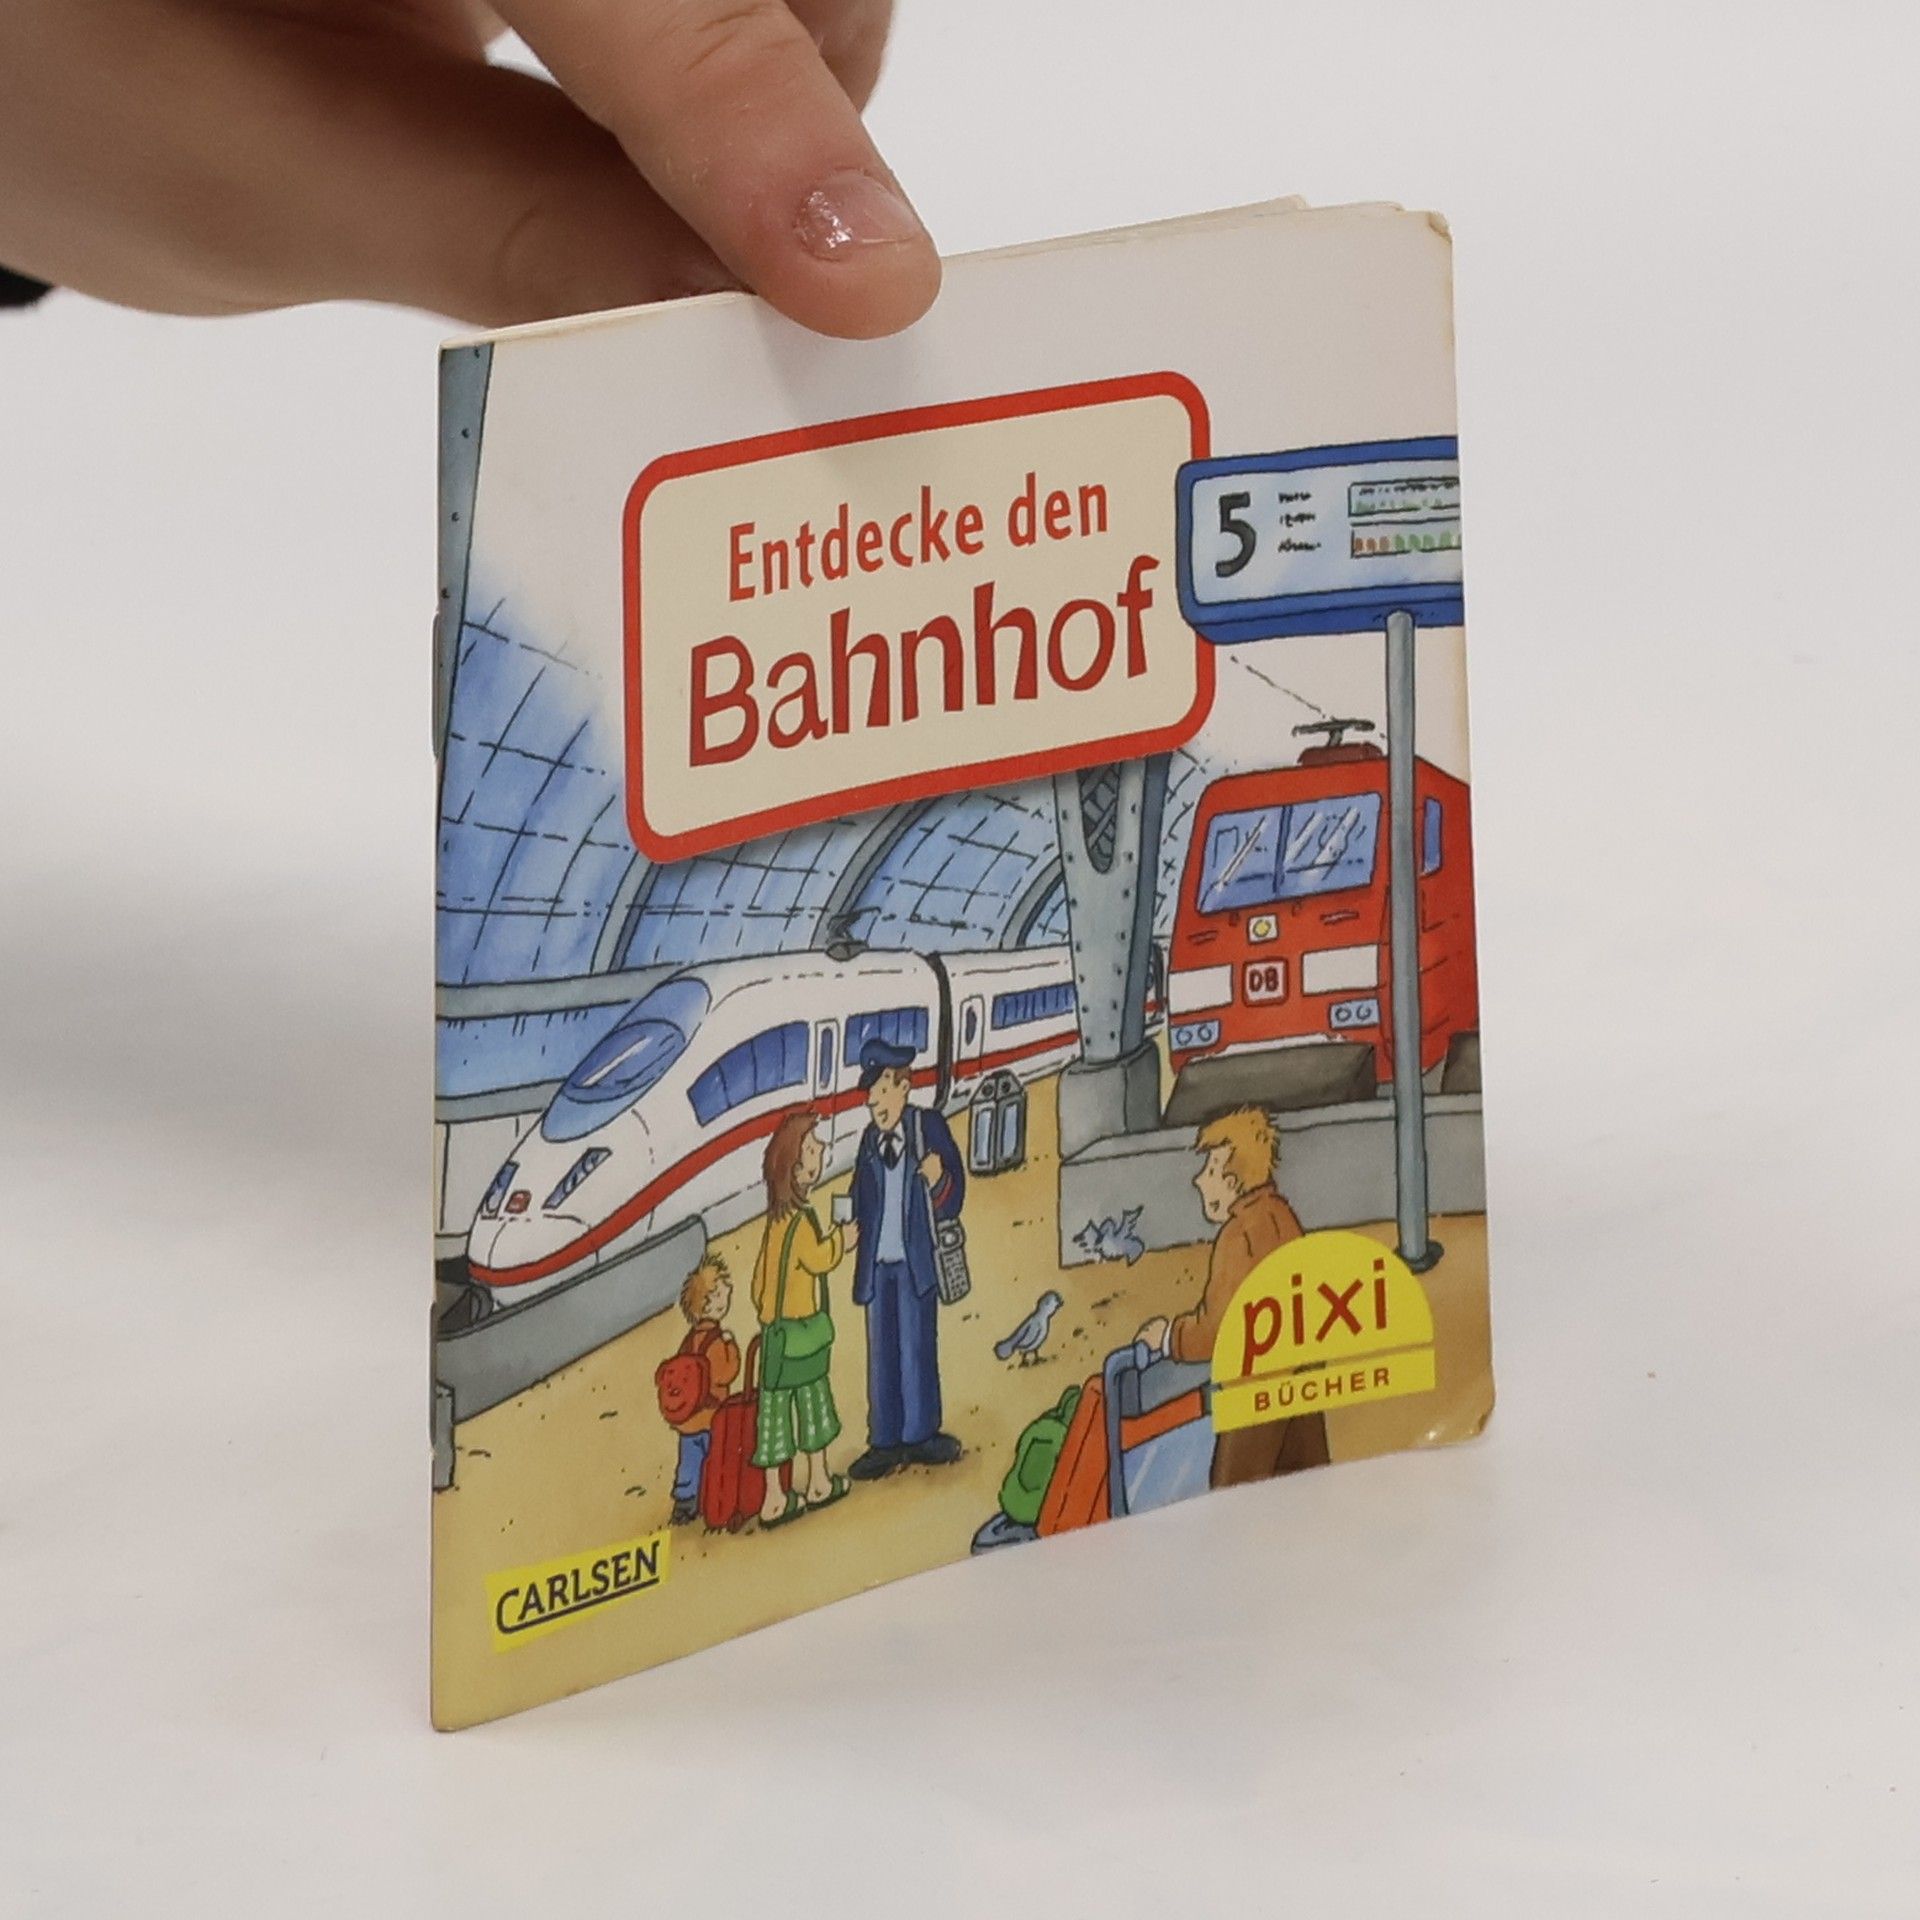 Entdecke den
Bahnhof
5
DB
pixi
BÜCHER
CARLSEN